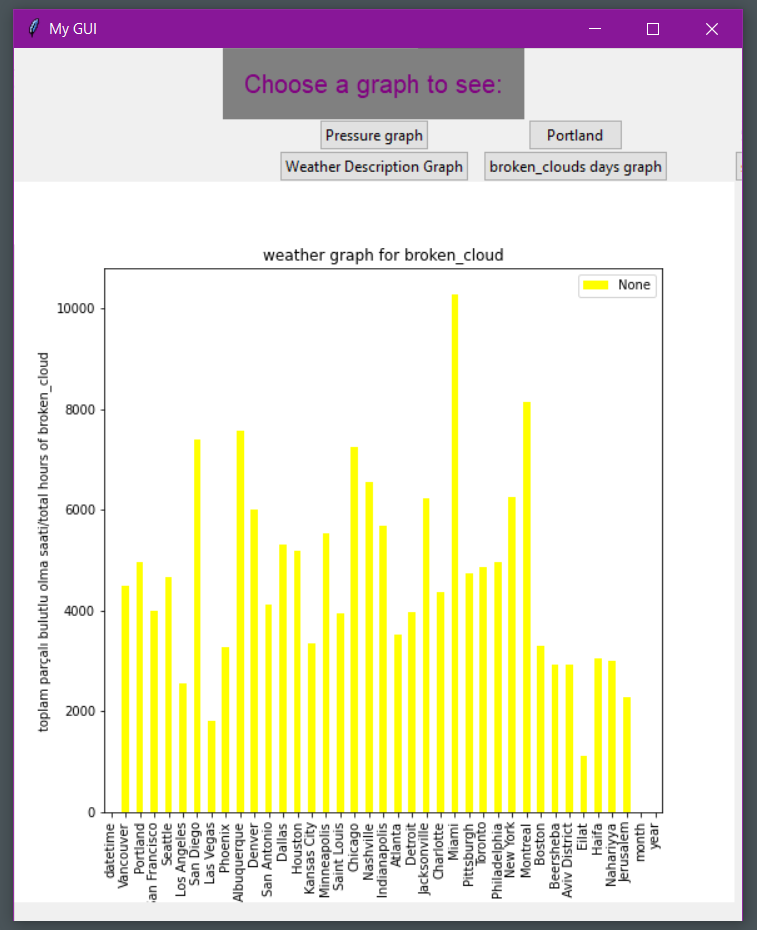 My GUI
Choose a graph to see:
Pressure graph
Portland
Weather Description Graph
broken_clouds days graph
weather graph for broken_cloud
None
toplam parçalı bulutlu olma saati/total hours of broken_cloud
10000
8000
6000
4000
2000
0
datetime
Vancouver
Portland
an Francisco
Seattle
Los Angeles
San Diego
Las Vegas
Phoenix
Albuquerque
Denver
San Antonio
Dallas
Houston
Kansas City
Minneapolis
Saint Louis
Chicago
Nashville
Indianapolis
Atlanta
Detroit
Jacksonville
Charlotte
Miami
Pittsburgh
Toronto
Philadelphia
New York
Montreal
Boston
Beersheba
Aviv District
Eilat
Haifa
Nahariyya
Jerusalem
month
year